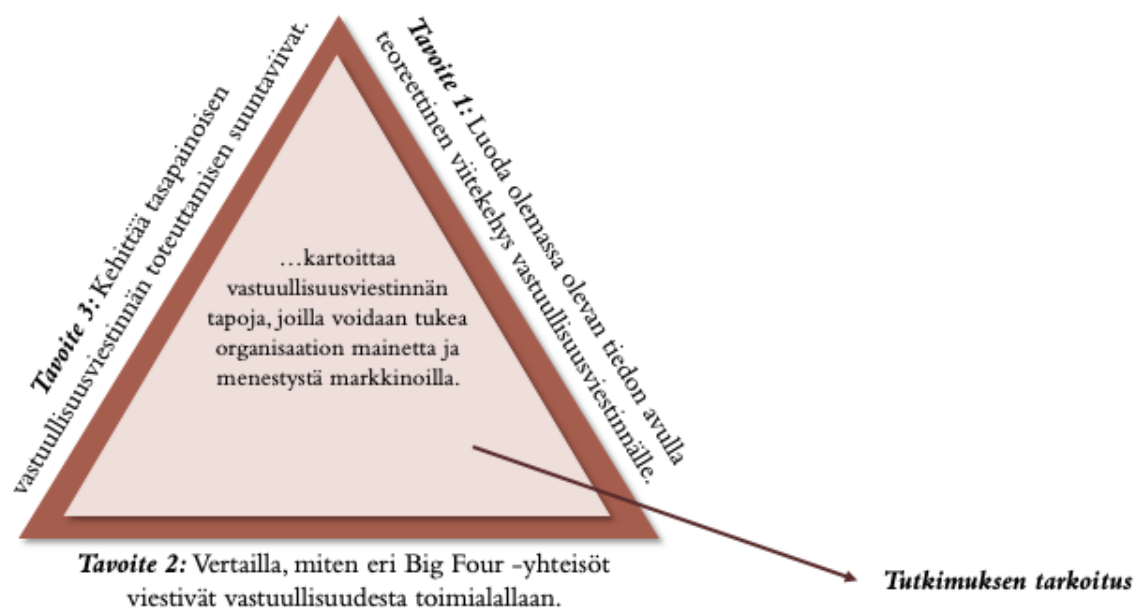 Tavoite 3: Kehittää tasapainoisen
vastuullisuusviestinnän toteuttamisen suuntaviivat.
Tavoite 1: Luoda olemassa olevan tiedon avulla
teoreettinen viitekehys vastuullisuusviestinnälle.
…kartoittaa
vastuullisuusviestinnän
tapoja, joilla voidaan tukea
organisaation mainetta ja
menestystä markkinoilla.
Tavoite 2: Vertailla, miten eri Big Four -yhteisöt
viestivät vastuullisuudesta toimialallaan.
Tutkimuksen tarkoitus